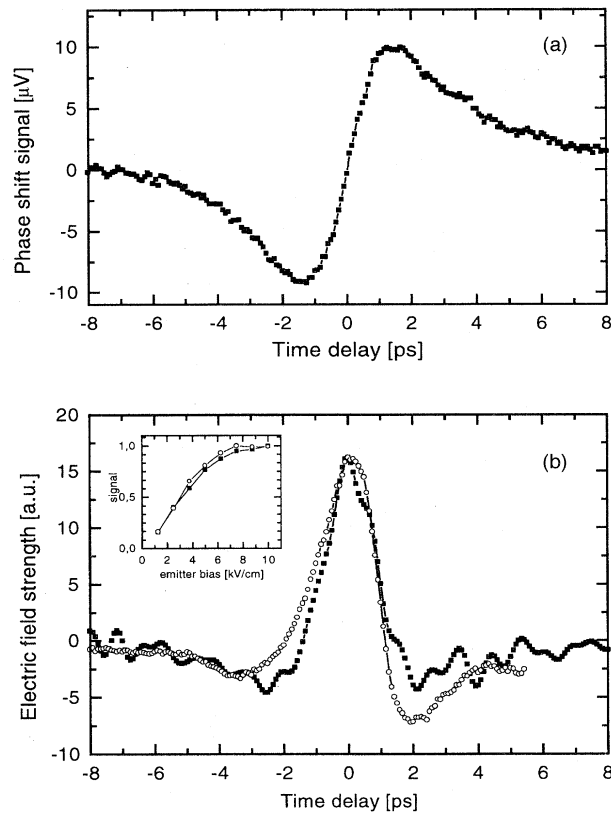 (a)
Phase shift signal [µV]
10
5
0
-5
-10
-8 -6 -4 -2 0 2 4 6 8
Time delay [ps]
(b)
Electric field strength [a.u.]
20
15
10
5
0
-5
-10
signal
1,0
0,5
0,0
0 2 4 6 8 10 12
emitter bias [kV/cm]
-8 -6 -4 -2 0 2 4 6 8
Time delay [ps]